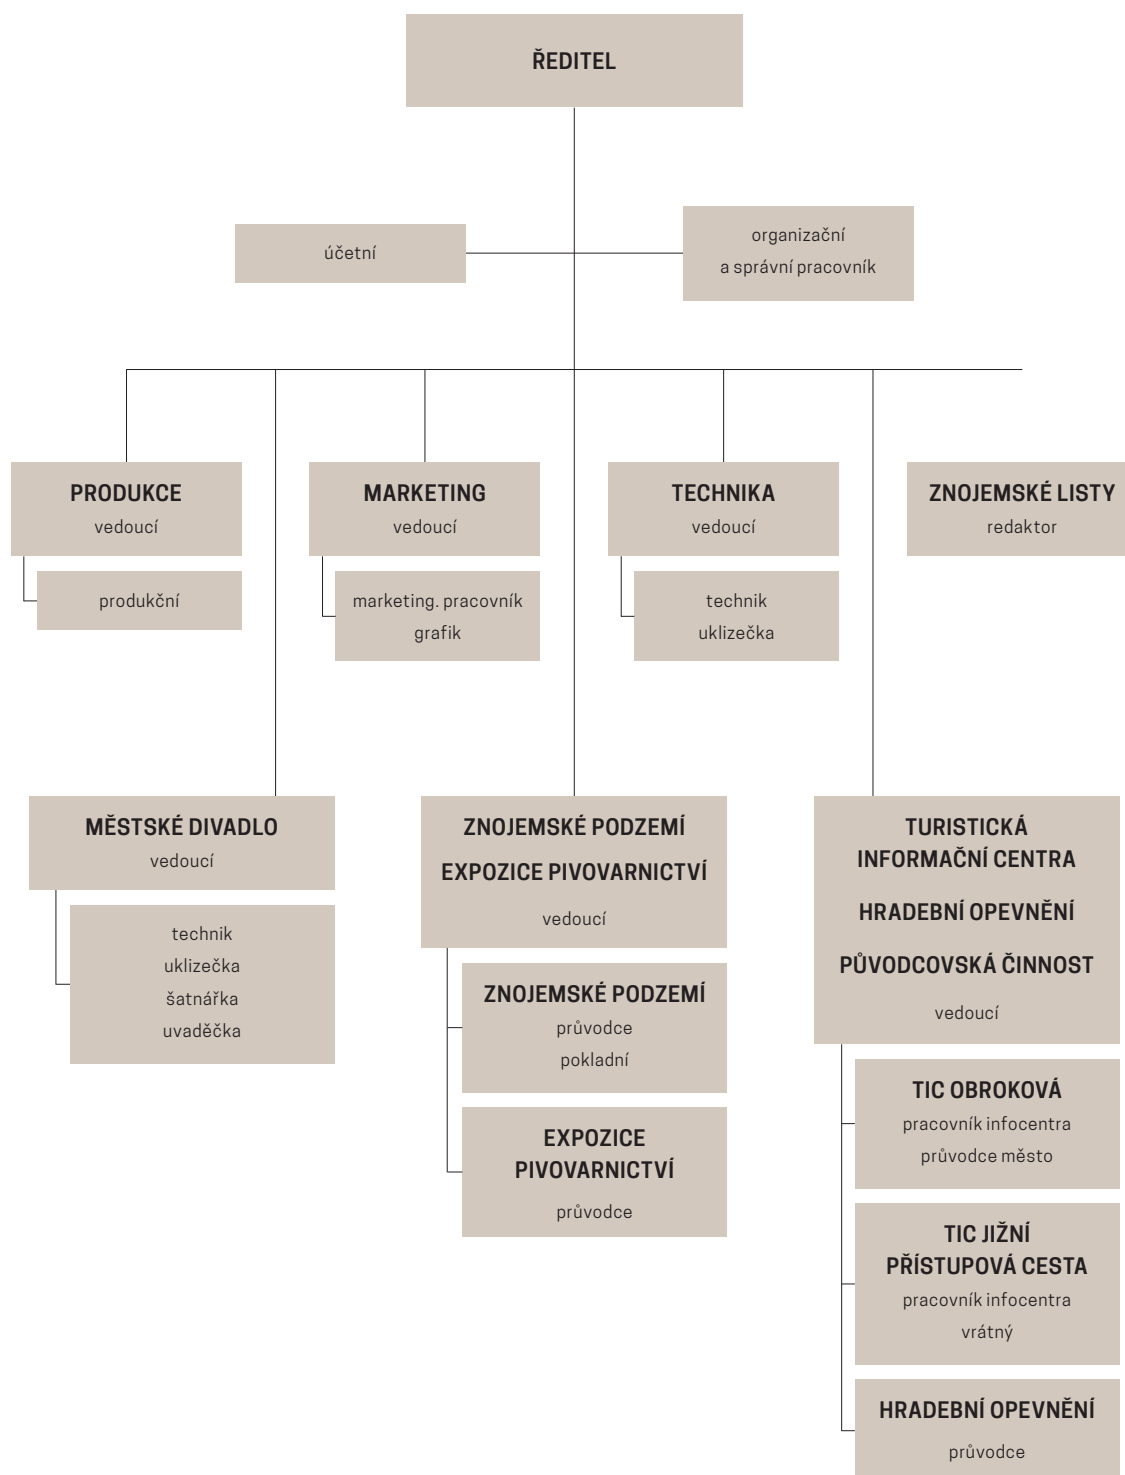 ŘEDITEL
účetní
organizační
a správní pracovník
PRODUKCE
vedoucí
produkční
MARKETING
vedoucí
marketing. pracovník
grafik
TECHNIKA
vedoucí
technik
uklizečka
ZNOJEMSKÉ LISTY
redaktor
MĚSTSKÉ DIVADLO
vedoucí
technik
uklizečka
šatnářka
uvaděčka
ZNOJEMSKÉ PODZEMÍ
EXPOZICE PIVOVARNICTVÍ
vedoucí
ZNOJEMSKÉ PODZEMÍ
průvodce
pokladní
EXPOZICE
PIVOVARNICTVÍ
průvodce
TURISTICKÁ
INFORMAČNÍ CENTRA
HRADEBNÍ OPEVNĚNÍ
PŮVODCOVSKÁ ČINNOST
vedoucí
TIC OBROKOVÁ
pracovník infocentra
průvodce město
TIC JIŽNÍ
PŘÍSTUPOVÁ CESTA
pracovník infocentra
vrátný
HRADEBNÍ OPEVNĚNÍ
průvodce